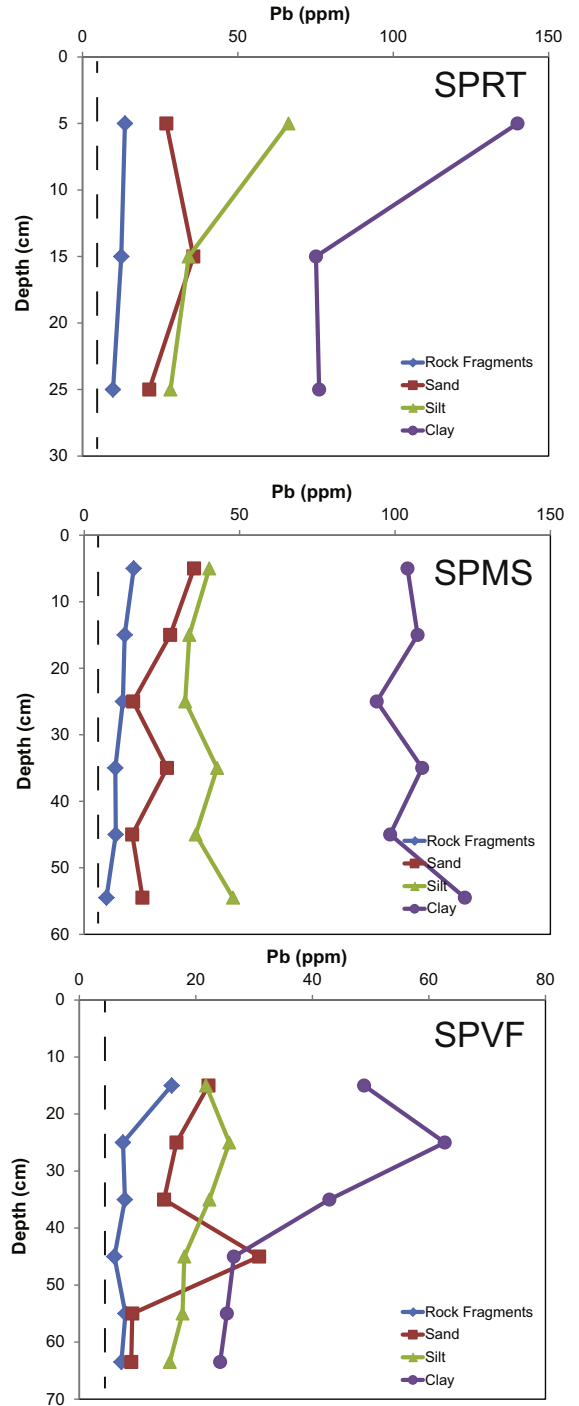 Pb (ppm)
0 50 100 150
SPRT
Depth (cm)
0
5
10
15
20
25
30
Rock Fragments
Sand
Silt
Clay
Pb (ppm)
0 50 100 150
SPMS
Depth (cm)
0
10
20
30
40
50
60
Rock Fragments
Sand
Silt
Clay
Pb (ppm)
0 20 40 60 80
SPVF
Depth (cm)
0
10
20
30
40
50
60
70
Rock Fragments
Sand
Silt
Clay